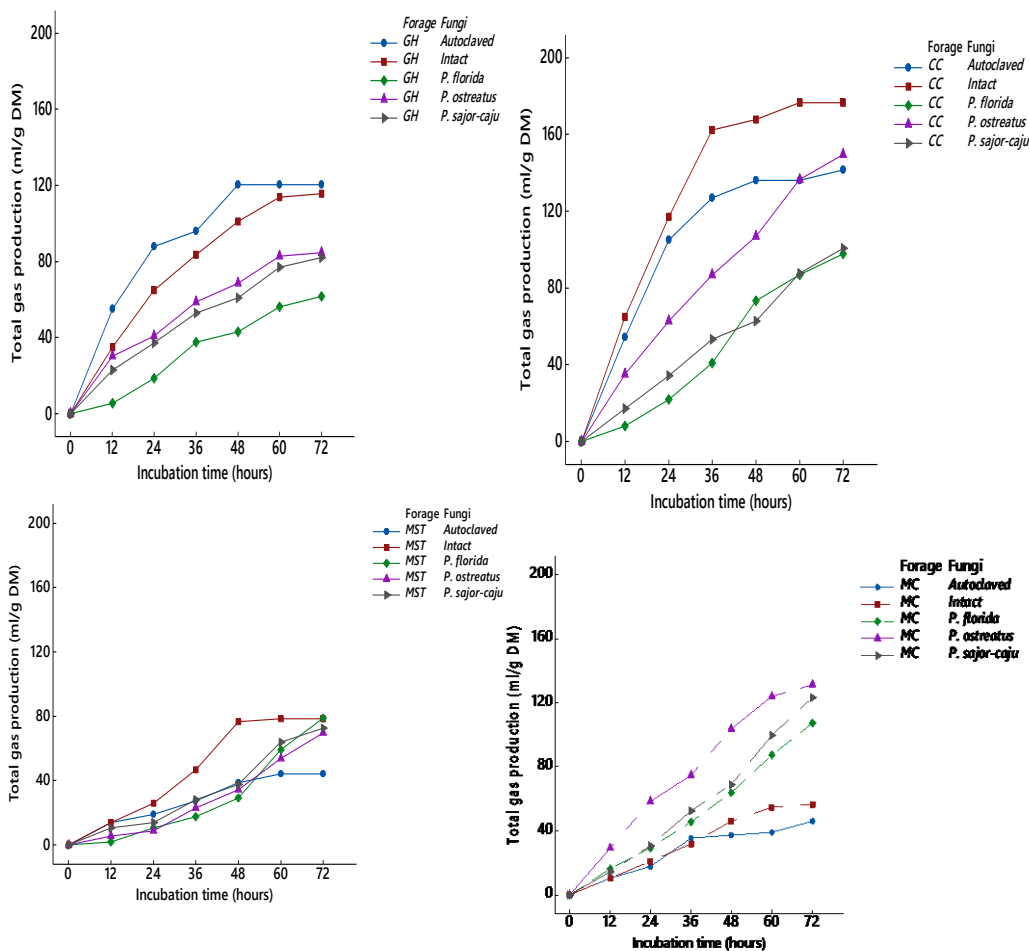 Forage Fungi
GH Autoclaved
GH Intact
GH P. florida
GH P. ostreatus
GH P. sajor-caju
Total gas production (ml/g DM)
200
160
120
80
40
0
0 12 24 36 48 60 72
Incubation time (hours)
Forage Fungi
CC Autoclaved
CC Intact
CC P. florida
CC P. ostreatus
CC P. sajor-caju
Total gas production (ml/g DM)
200
160
120
80
40
0
0 12 24 36 48 60 72
Incubation time (hours)
Forage Fungi
MST Autoclaved
MST Intact
MST P. florida
MST P. ostreatus
MST P. sajor-caju
Total gas production (ml/g DM)
200
160
120
80
40
0
0 12 24 36 48 60 72
Incubation time (hours)
Forage Fungi
MC Autoclaved
MC Intact
MC P. florida
MC P. ostreatus
MC P. sajor-caju
Total gas production (ml/g DM)
200
160
120
80
40
0
0 12 24 36 48 60 72
Incubation time (hours)